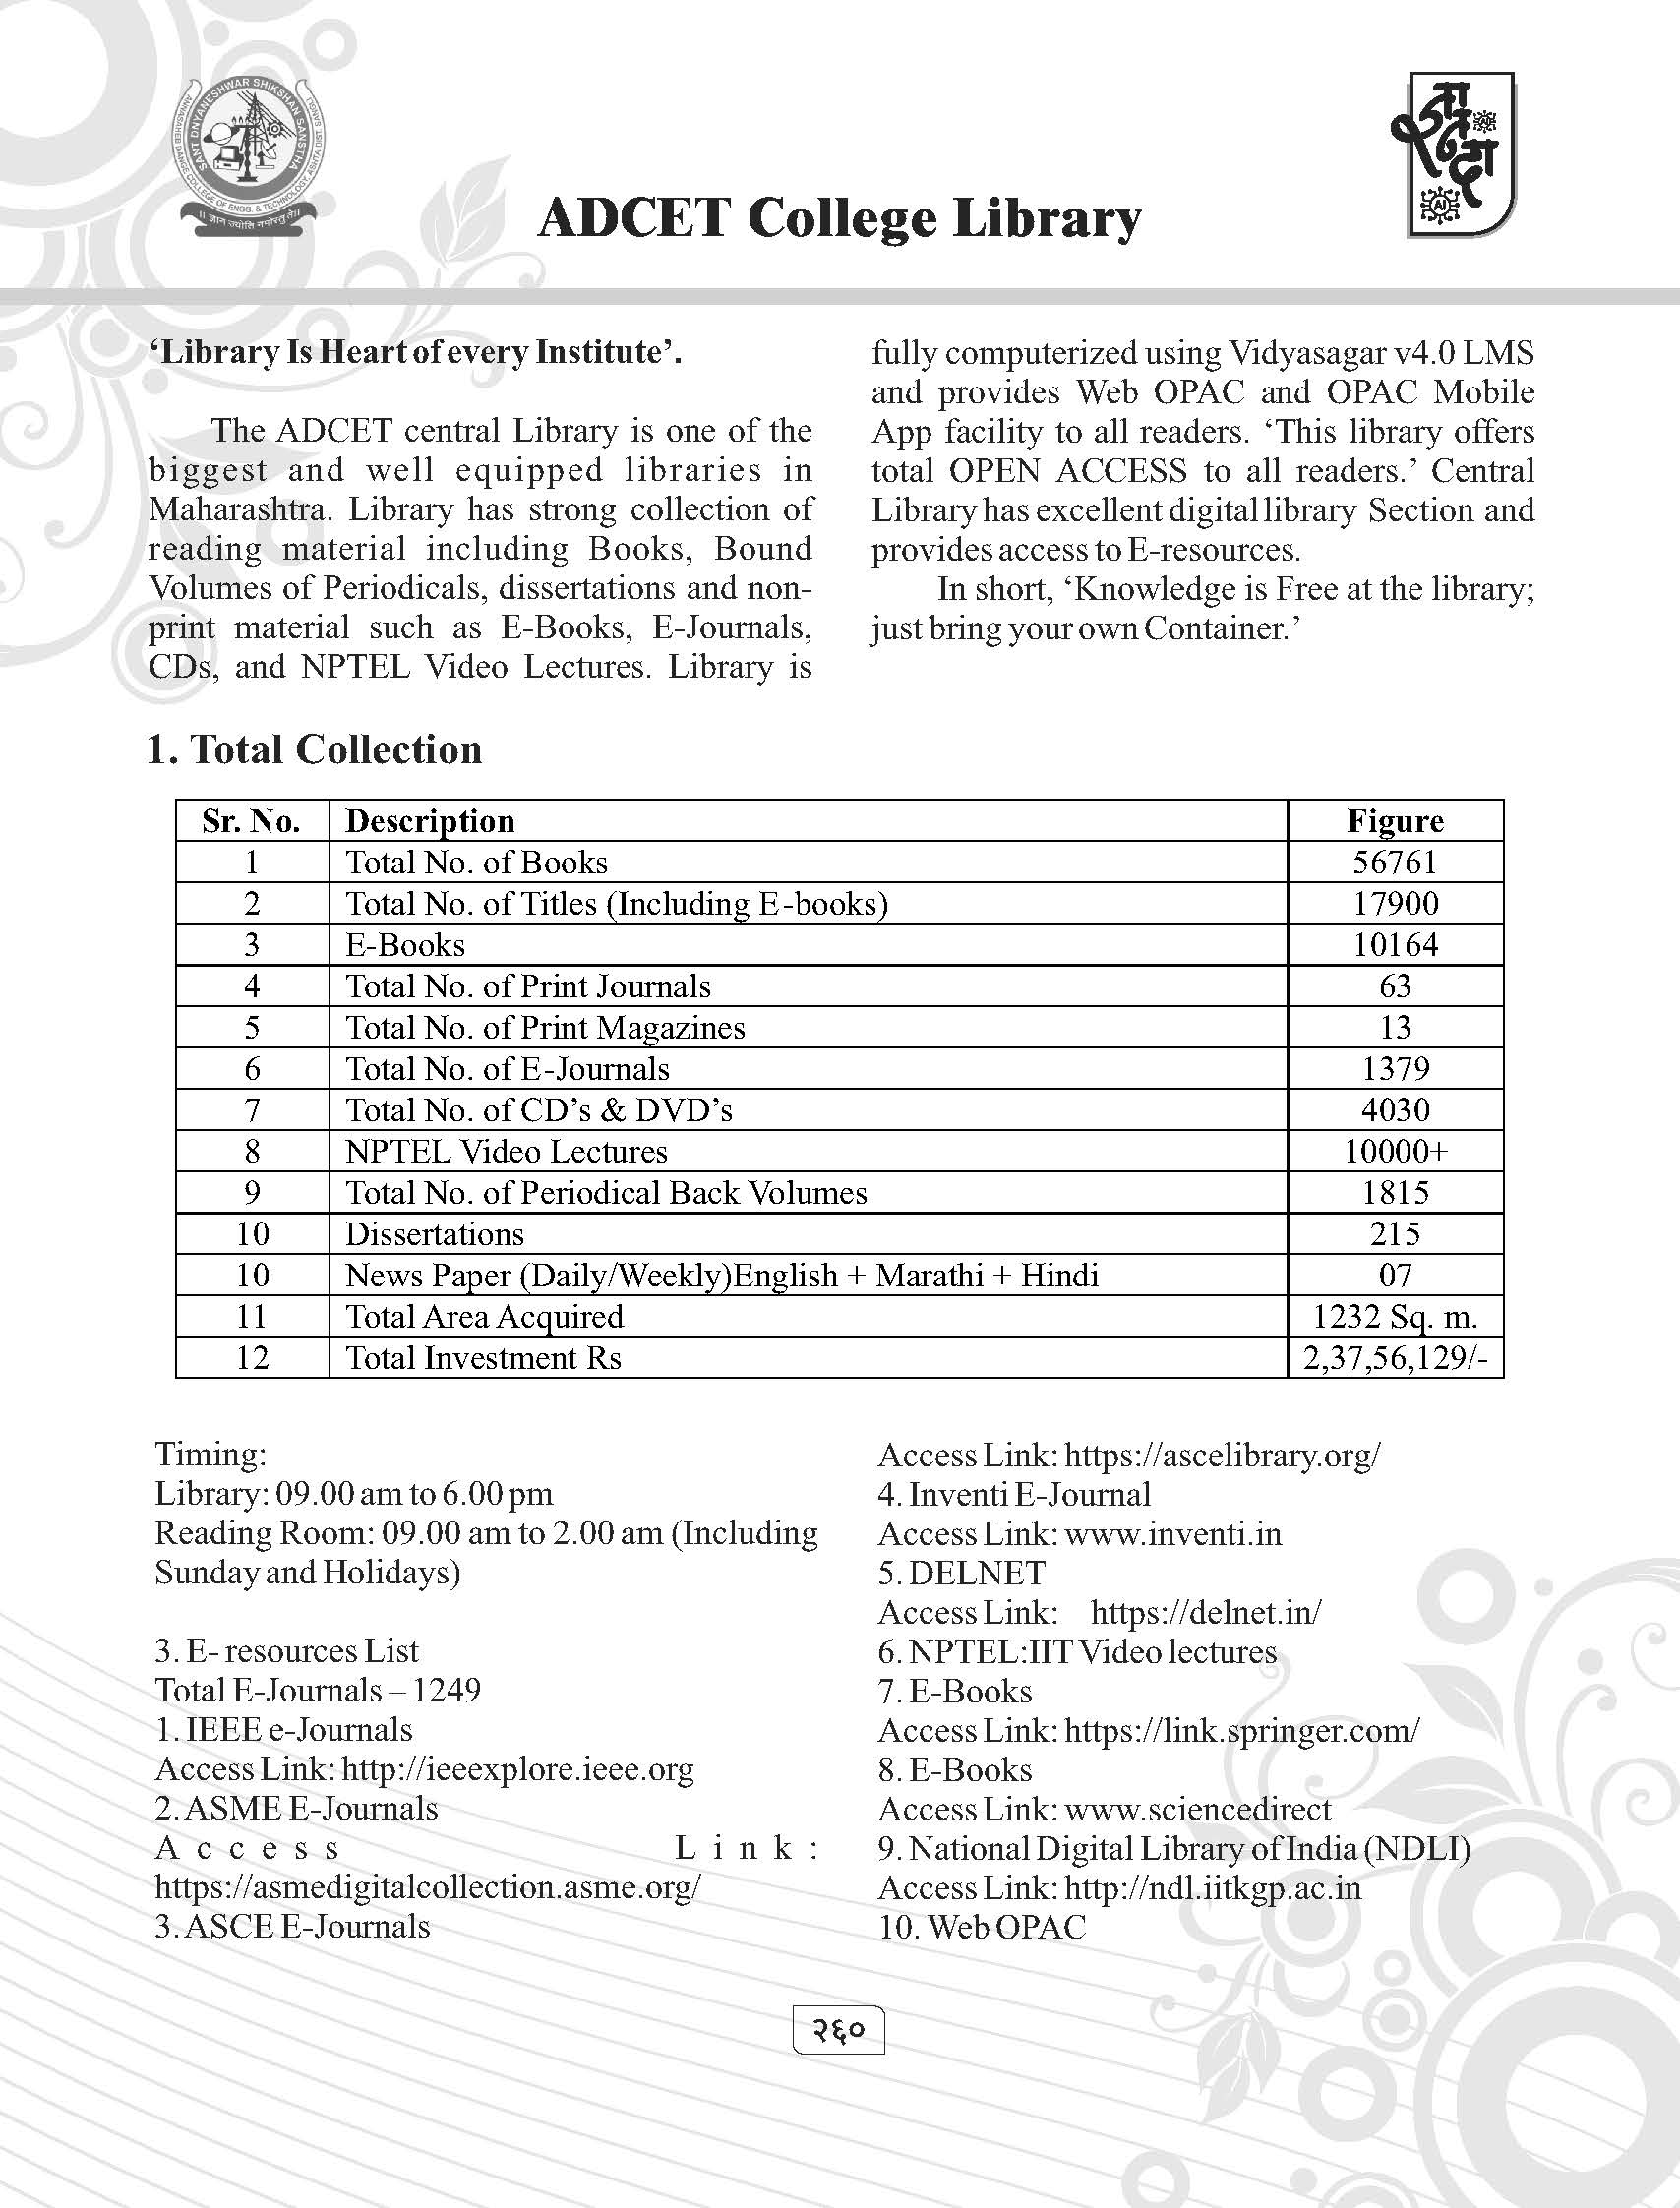 SANT DNYANESHWAR SHIKSHAN SANSTHA
ANNASAHEB DANGE COLLEGE OF ENGG. & TECHNOLOGY, ASHTA DIST SANGLI
AI
AI
ADCET College Library
‘Library Is Heart of every Institute’.
The ADCET central Library is one of the
biggest and well equipped libraries in
Maharashtra. Library has strong collection of
reading material including Books, Bound
Volumes of Periodicals, dissertations and non-
print material such as E-Books, E-Journals,
CDs, and NPTEL Video Lectures. Library is
fully computerized using Vidyasagar v4.0 LMS
and provides Web OPAC and OPAC Mobile
App facility to all readers. ‘This library offers
total OPEN ACCESS to all readers.’ Central
Library has excellent digital library Section and
provides access to E-resources.
In short, ‘Knowledge is Free at the library;
just bring your own Container.’
1. Total Collection
Sr. No. Description Figure
1 Total No. of Books 56761
2 Total No. of Titles (Including E-books) 17900
3 E-Books 10164
4 Total No. of Print Journals 63
5 Total No. of Print Magazines 13
6 Total No. of E-Journals 1379
7 Total No. of CD’s & DVD’s 4030
8 NPTEL Video Lectures 10000+
9 Total No. of Periodical Back Volumes 1815
10 Dissertations 215
10 News Paper (Daily/Weekly)English + Marathi + Hindi 07
11 Total Area Acquired 1232 Sq. m.
12 Total Investment Rs 2,37,56,129/-
Timing:
Library: 09.00 am to 6.00 pm
Reading Room: 09.00 am to 2.00 am (Including
Sunday and Holidays)
3. E- resources List
Total E-Journals – 1249
1. IEEE e-Journals
Access Link: http://ieeexplore.ieee.org
2. ASME E-Journals
Access Link:
https://asmedigitalcollection.asme.org/
3. ASCE E-Journals
Access Link: https://ascelibrary.org/
4. Inventi E-Journal
Access Link: www.inventi.in
5. DELNET
Access Link: https://delnet.in/
6. NPTEL:IIT Video lectures
7. E-Books
Access Link: https://link.springer.com/
8. E-Books
Access Link: www.sciencedirect
9. National Digital Library of India (NDLI)
Access Link: http://ndl.iitkgp.ac.in
10. Web OPAC
२६०